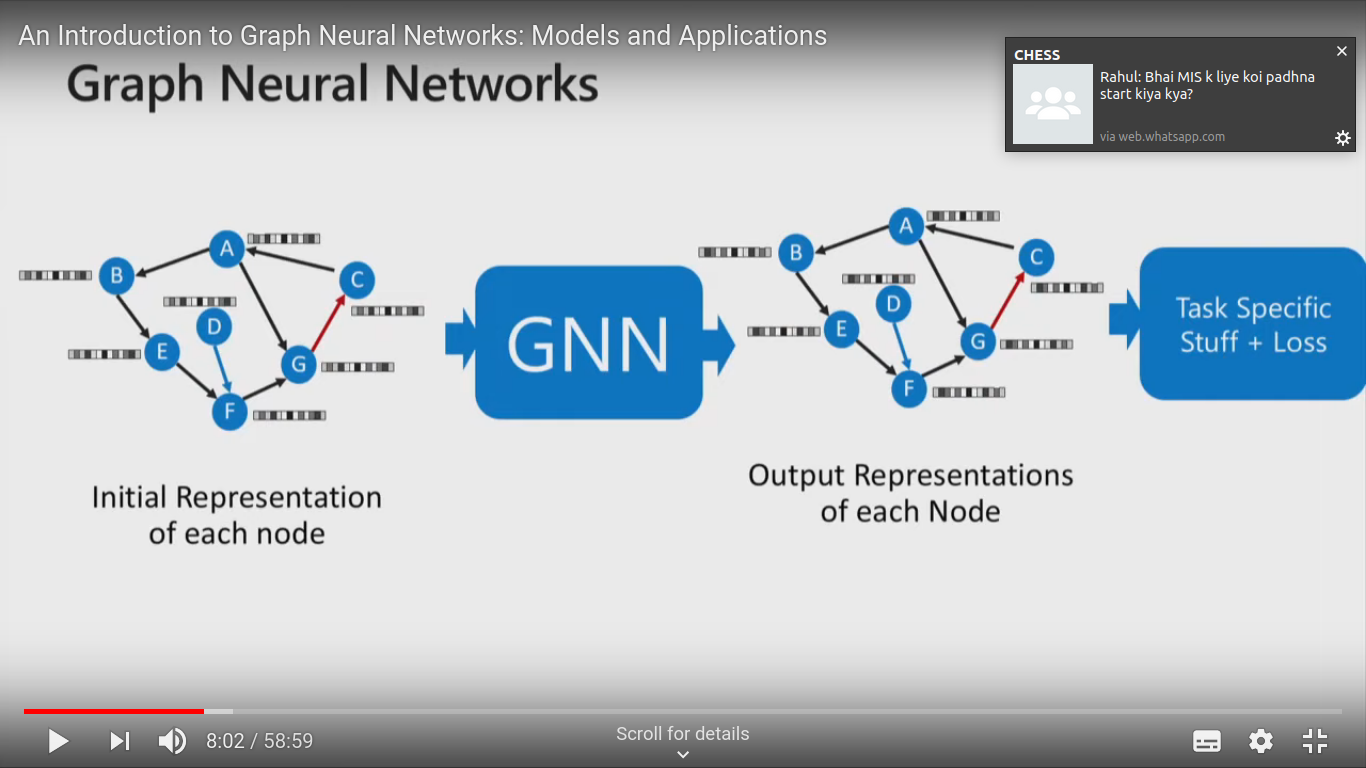 An Introduction to Graph Neural Networks: Models and Applications
Graph Neural Networks
CHESS
Rahul: Bhai MIS k liye koi padhna
start kiya kya?
via web.whatsapp.com
A
B
C
D
E
G
F
GNN
A
B
C
D
E
G
F
Task Specific
Stuff + Loss
Initial Representation
of each node
Output Representations
of each Node
8:02 / 58:59
Scroll for details